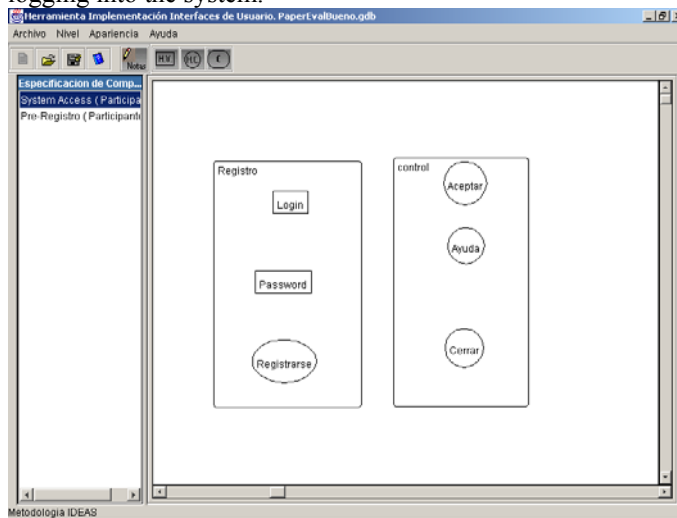 logging into the system.
Herramienta Implementación Interfaces de Usuario. PaperEvalBueno.gdb
Archivo Nivel Apariencia Ayuda
Notas HV
Especificacion de Comp...
System Access ( Participa
Pre-Registro ( Participante
Registro
Login
Password
Registrarse
control
Aceptar
Ayuda
Cerrar
Metodologia IDEAS